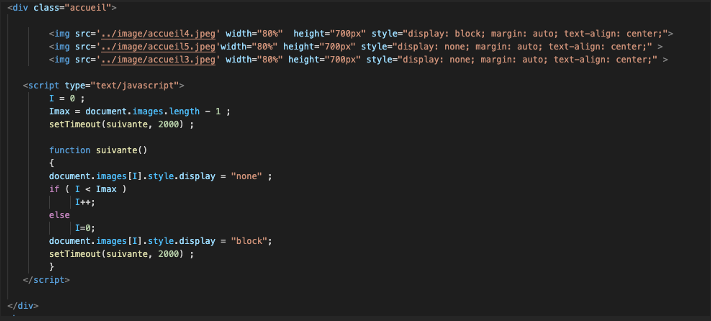 <div class="accueil">
<img src='../image/accueil4.jpeg' width="80%"  height="700px" style="display: block; margin: auto; text-align: center;">
<img src='../image/accueil5.jpeg'width="80%" height="700px" style="display: none; margin: auto; text-align: center;" >
<img src='../image/accueil3.jpeg' width="80%" height="700px" style="display: none; margin: auto; text-align: center;" >
<script type="text/javascript">
I = 0 ;
Imax = document.images.length - 1 ;
setTimeout(suivante, 2000) ;
function suivante()
{
document.images[I].style.display = "none" ;
if ( I < Imax )
I++;
else
I=0;
document.images[I].style.display = "block";
setTimeout(suivante, 2000) ;
}
</script>
</div>